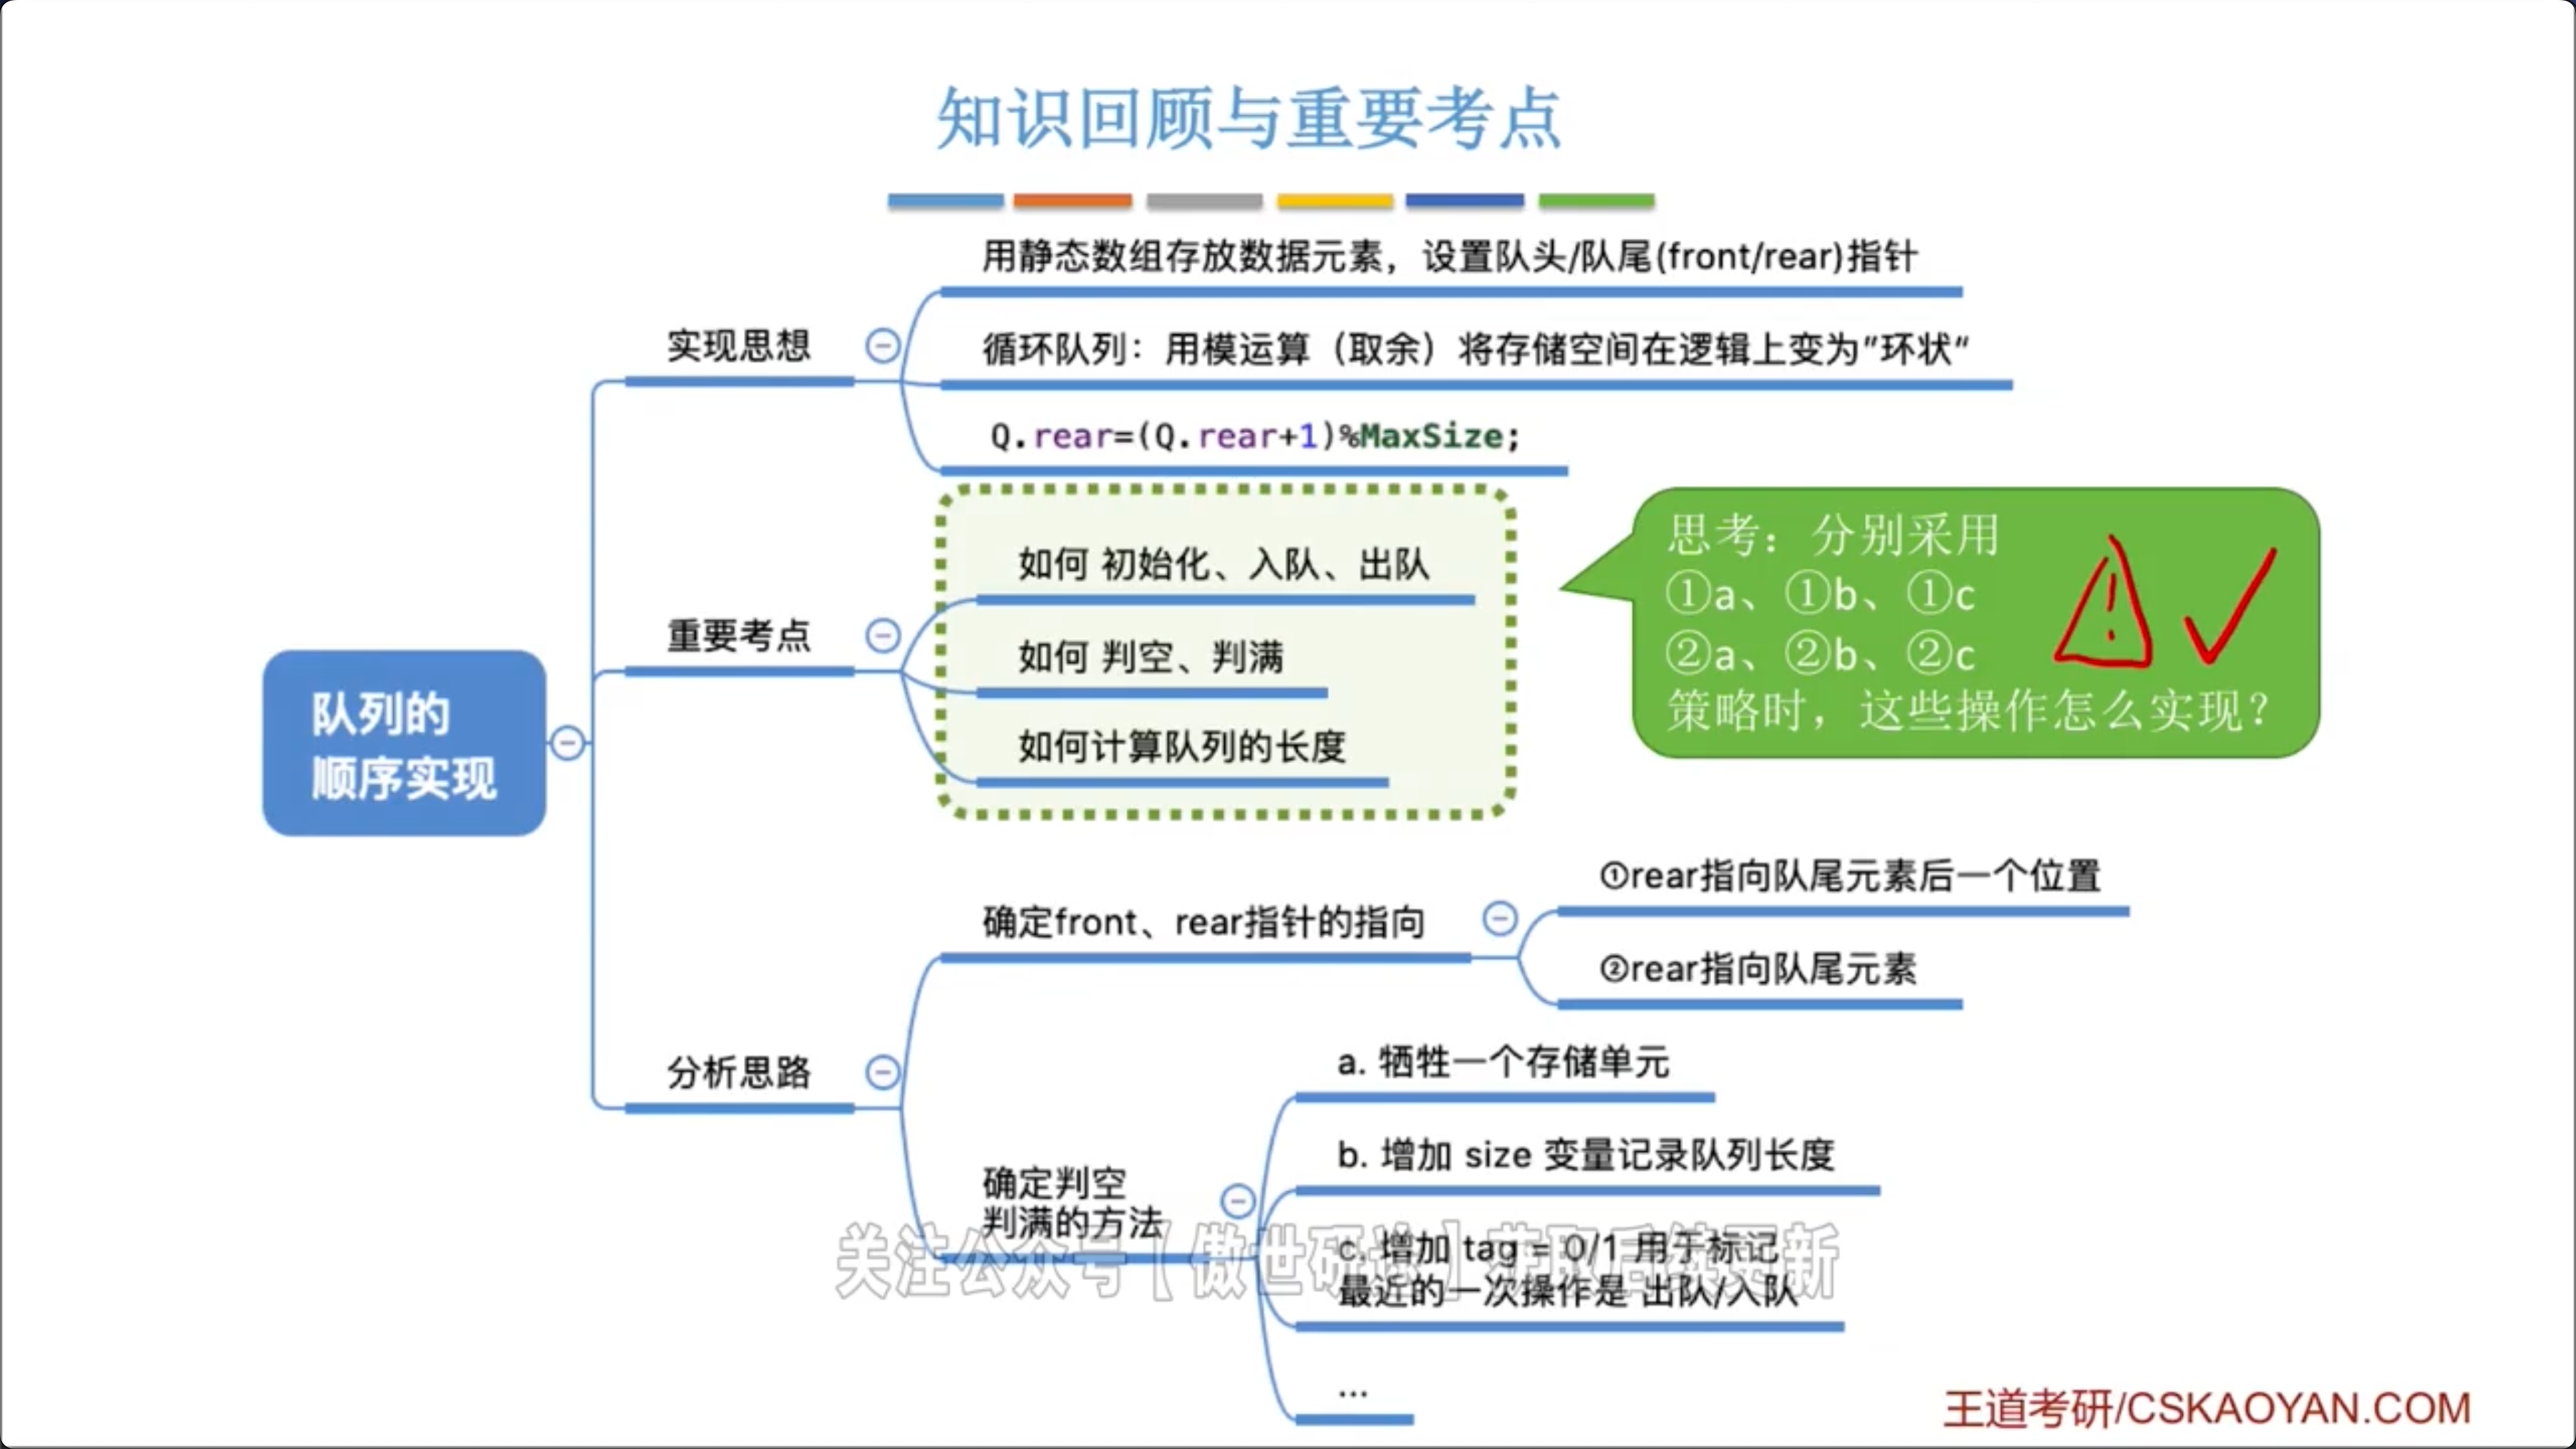 知识回顾与重要考点
用静态数组存放数据元素，设置队头/队尾(front/rear)指针
实现思想
循环队列：用模运算（取余）将存储空间在逻辑上变为"环状"
Q.rear=(Q.rear+1)%MaxSize;
如何 初始化、入队、出队
重要考点
如何 判空、判满
如何计算队列的长度
思考：分别采用
①a、①b、①c
②a、②b、②c
策略时，这些操作怎么实现？
队列的
顺序实现
①rear指向队尾元素后一个位置
确定front、rear指针的指向
②rear指向队尾元素
分析思路
a. 牺牲一个存储单元
b. 增加 size 变量记录队列长度
确定判空
判满的方法
c. 增加 tag = 0/1 用于标记
最近的一次操作是 出队/入队
...
关注公众号【傲世研途】获取后续更新
王道考研/CSKAOYAN.COM